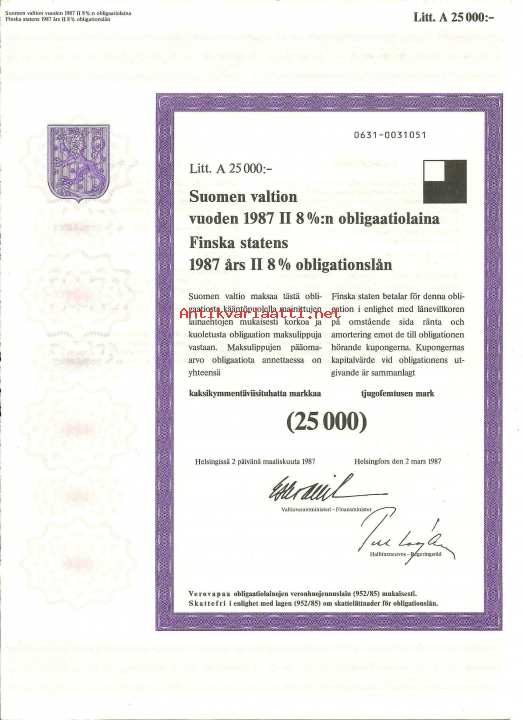 Suomen valtion vuoden 1987 II 8%:n obligaatiolaina
Finska statens 1987 års II 8% obligationslån
Litt. A 25 000:-
0631-0031051
Litt. A 25 000:-
Suomen valtion
vuoden 1987 II 8 %:n obligaatiolaina
Finska statens
1987 års II 8 % obligationslån
Suomen valtio maksaa tästä obli-
gaatiosta kääntöpuolella mainittujen
lainaehtojen mukaisesti korkoa ja
kuoletusta obligaation maksulippuja
vastaan. Maksulippujen pääoma-
arvo obligaatiota annettaessa on
yhteensä
Finska staten betalar för denna obli-
gation i enlighet med lånevillkoren
på omstående sida ränta och
amortering emot de till obligationen
hörande kupongerna. Kupongernas
kapitalvärde vid obligationens ut-
givande är sammanlagt
Antikvariaatti.net
kaksikymmentäviisituhatta markkaa
tjugofemtusen mark
(25 000)
Helsingissä 2 päivänä maaliskuuta 1987
Helsingfors den 2 mars 1987
Valtiovarainministeri – Finansminister
Hallitusneuvos – Regeringsråd
Verovapaa obligaatiolainojen veronhuojennuslain (952/85) mukaisesti.
Skattefri i enlighet med lagen (952/85) om skattelättnader för obligationslån.